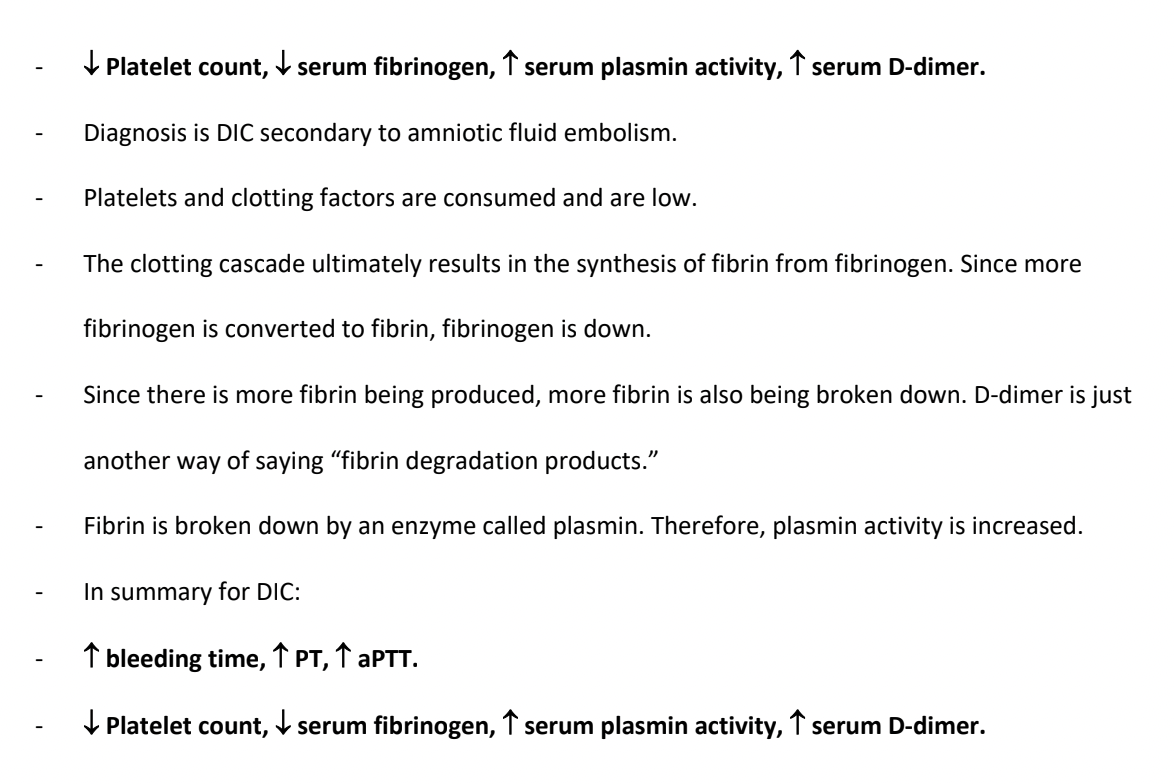 - ↓ Platelet count, ↓ serum fibrinogen, ↑ serum plasmin activity, ↑ serum D-dimer.
- Diagnosis is DIC secondary to amniotic fluid embolism.
- Platelets and clotting factors are consumed and are low.
- The clotting cascade ultimately results in the synthesis of fibrin from fibrinogen. Since more
fibrinogen is converted to fibrin, fibrinogen is down.
- Since there is more fibrin being produced, more fibrin is also being broken down. D-dimer is just
another way of saying “fibrin degradation products.”
- Fibrin is broken down by an enzyme called plasmin. Therefore, plasmin activity is increased.
- In summary for DIC:
- ↑ bleeding time, ↑ PT, ↑ aPTT.
- ↓ Platelet count, ↓ serum fibrinogen, ↑ serum plasmin activity, ↑ serum D-dimer.